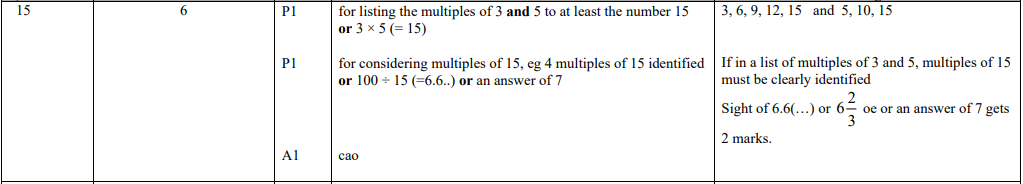 15 6 P1 for listing the multiples of 3 and 5 to at least the number 15 3, 6, 9, 12, 15 and 5, 10, 15
or 3 × 5 (= 15)
P1 for considering multiples of 15, eg 4 multiples of 15 identified If in a list of multiples of 3 and 5, multiples of 15
or 100 ÷ 15 (=6.6..) or an answer of 7 must be clearly identified
Sight of 6.6(…) or 6 2/3 oe or an answer of 7 gets
2 marks.
A1 cao